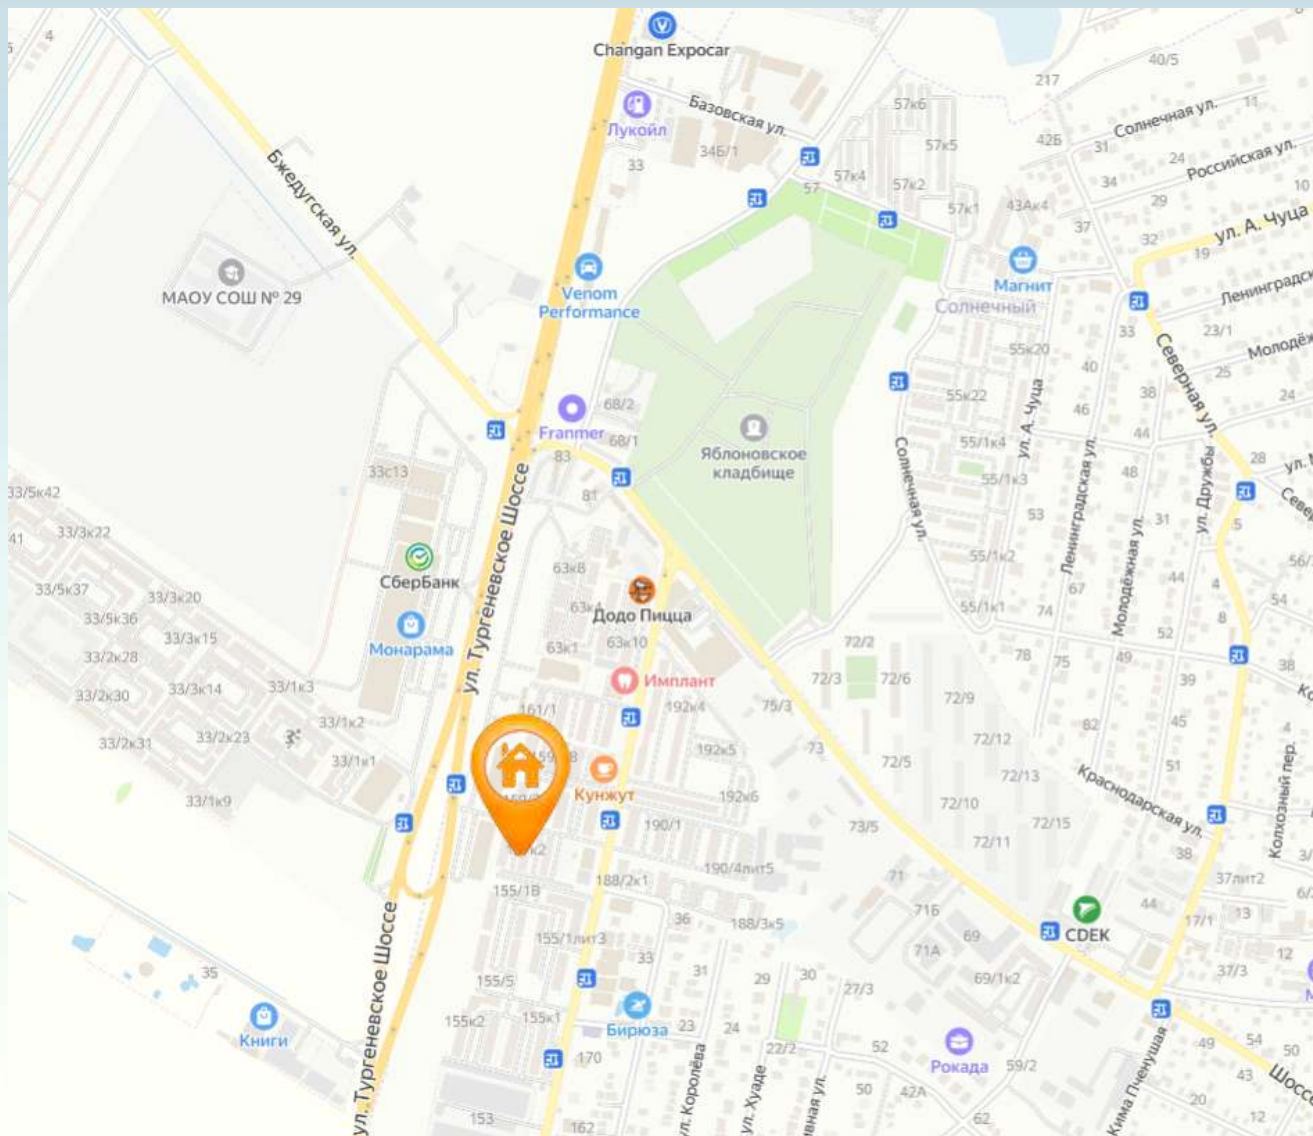 4
Changan Expocar
217
40/5
Базовская ул.
57к6
Солнечная ул.
11
Лукойл
33
34Б/1
57к5
42Б
31
24
Российская ул.
Бжедугская ул.
57
57к4
57к2
57к1
43Ак4
34
29
10
37
32
ул. А. Чуца
19
МАОУ СОШ № 29
Venom
Performance
Магнит
Солнечный
Ленинградск
33
23/1
Северная ул.
Молодёж
55к20
40
25
68/2
Franmer
68/1
55к22
ул. А. Чуца
46
38
24
83
Яблоновское
кладбище
Солнечная ул.
55/1к4
44
28
33с13
81
55/1к3
Ленинградская ул.
48
ул. Дружбы
33/5к42
53
Молодёжная ул.
31
5
41
33/3к22
ул. Тургеневское Шоссе
63к8
55/1к2
56/
СберБанк
33/5к37
33/3к20
63к4
Додо Пицца
55/1к1
74
67
44
4
54
33/5к36
33/3к15
63к1
63к10
72/2
52
8
Монарама
33/2к28
78
75
49
38
33/2к30
33/3к14
33/1к3
Имплант
72/3
72/6
39
161/1
192к4
75/3
72/9
33/1к2
82
45
4
33/2к31
33/2к23
33/1к1
192к5
73
72/12
72/5
72/13
51
Краснодарская ул.
Колхозный пер.
33/1к9
Кунжут
192к6
72/10
73/5
190/1
72/11
72/15
38
155/1В
188/2к1
190/4лит5
71
37лит2
36
188/3к5
71Б
44
17/1
13
CDEK
ул. Тургеневское Шоссе
155/1лит3
33
69
71А
12
35
155/5
31
29
30
27/3
69/1к2
37/3
Книги
155к2
155к1
Бирюза
23
24
22/2
52
Рокада
59/2
49
54
50
170
ул. Королёва
50
42А
43
Шоссе
153
162
ул. Хуаде
62
Кима Пченушая
20
12